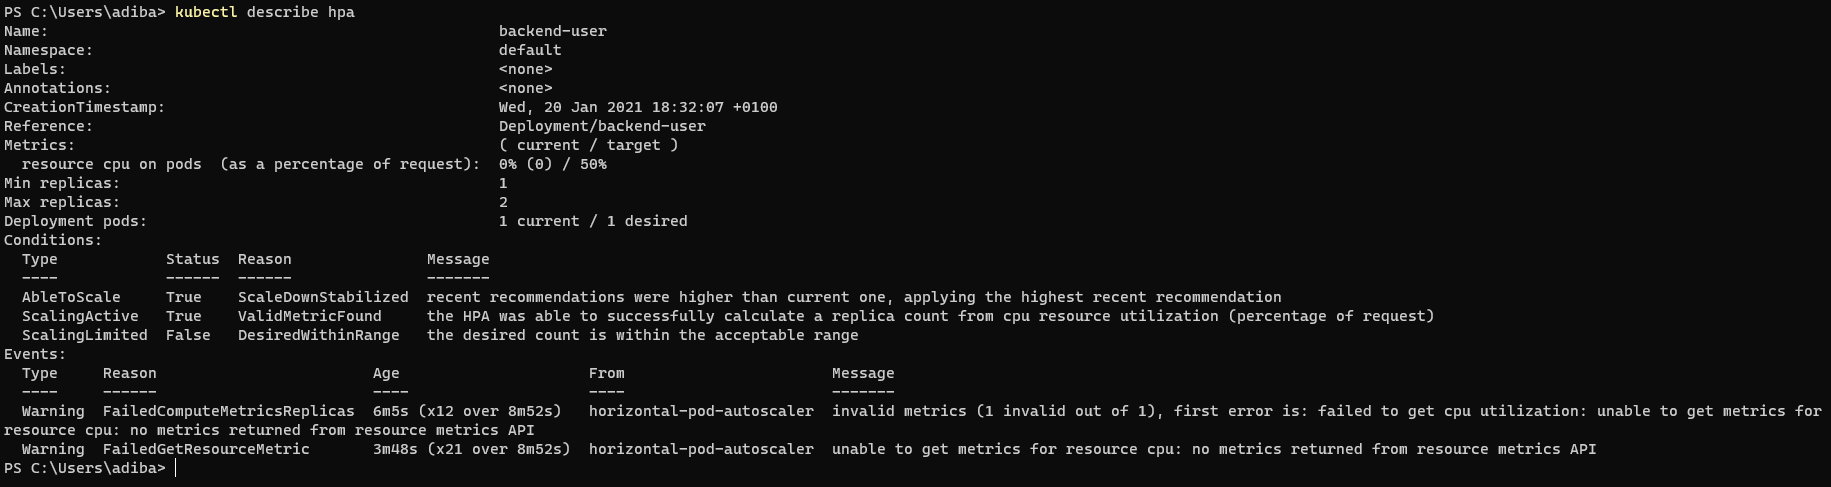 PS C:\Users\adiba> kubectl describe hpa
Name:                                                  backend-user
Namespace:                                             default
Labels:                                                <none>
Annotations:                                           <none>
CreationTimestamp:                                     Wed, 20 Jan 2021 18:32:07 +0100
Reference:                                             Deployment/backend-user
Metrics:                                               ( current / target )
  resource cpu on pods  (as a percentage of request):  0% (0) / 50%
Min replicas:                                          1
Max replicas:                                          2
Deployment pods:                                       1 current / 1 desired
Conditions:
  Type            Status  Reason               Message
  ----            ------  ------               -------
  AbleToScale     True    ScaleDownStabilized  recent recommendations were higher than current one, applying the highest recent recommendation
  ScalingActive   True    ValidMetricFound     the HPA was able to successfully calculate a replica count from cpu resource utilization (percentage of request)
  ScalingLimited  False   DesiredWithinRange   the desired count is within the acceptable range
Events:
  Type     Reason                        Age                     From                       Message
  ----     ------                        ----                    ----                       -------
  Warning  FailedComputeMetricsReplicas  6m5s (x12 over 8m52s)   horizontal-pod-autoscaler  invalid metrics (1 invalid out of 1), first error is: failed to get cpu utilization: unable to get metrics for
resource cpu: no metrics returned from resource metrics API
  Warning  FailedGetResourceMetric       3m48s (x21 over 8m52s)  horizontal-pod-autoscaler  unable to get metrics for resource cpu: no metrics returned from resource metrics API
PS C:\Users\adiba>